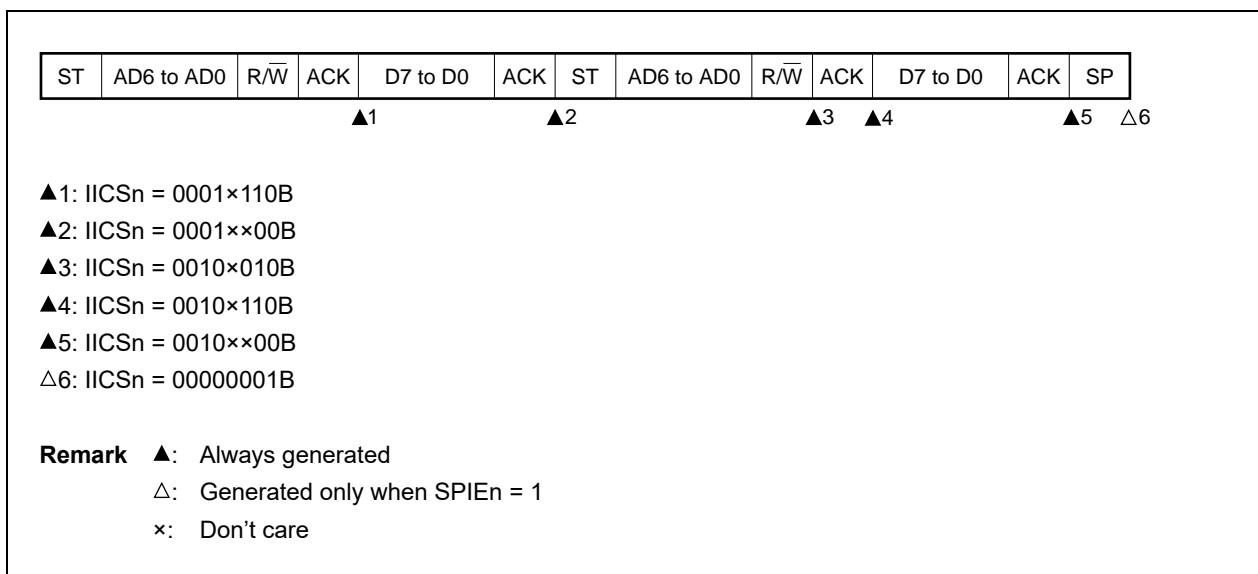 ST AD6 to AD0 R/W̅ ACK D7 to D0 ACK ST AD6 to AD0 R/W̅ ACK D7 to D0 ACK SP
▲1 ▲2 ▲3 ▲4 ▲5 △6
▲1: IICSn = 0001×110B
▲2: IICSn = 0001××00B
▲3: IICSn = 0010×010B
▲4: IICSn = 0010×110B
▲5: IICSn = 0010××00B
△6: IICSn = 00000001B
Remark ▲: Always generated
△: Generated only when SPIEn = 1
×: Don’t care